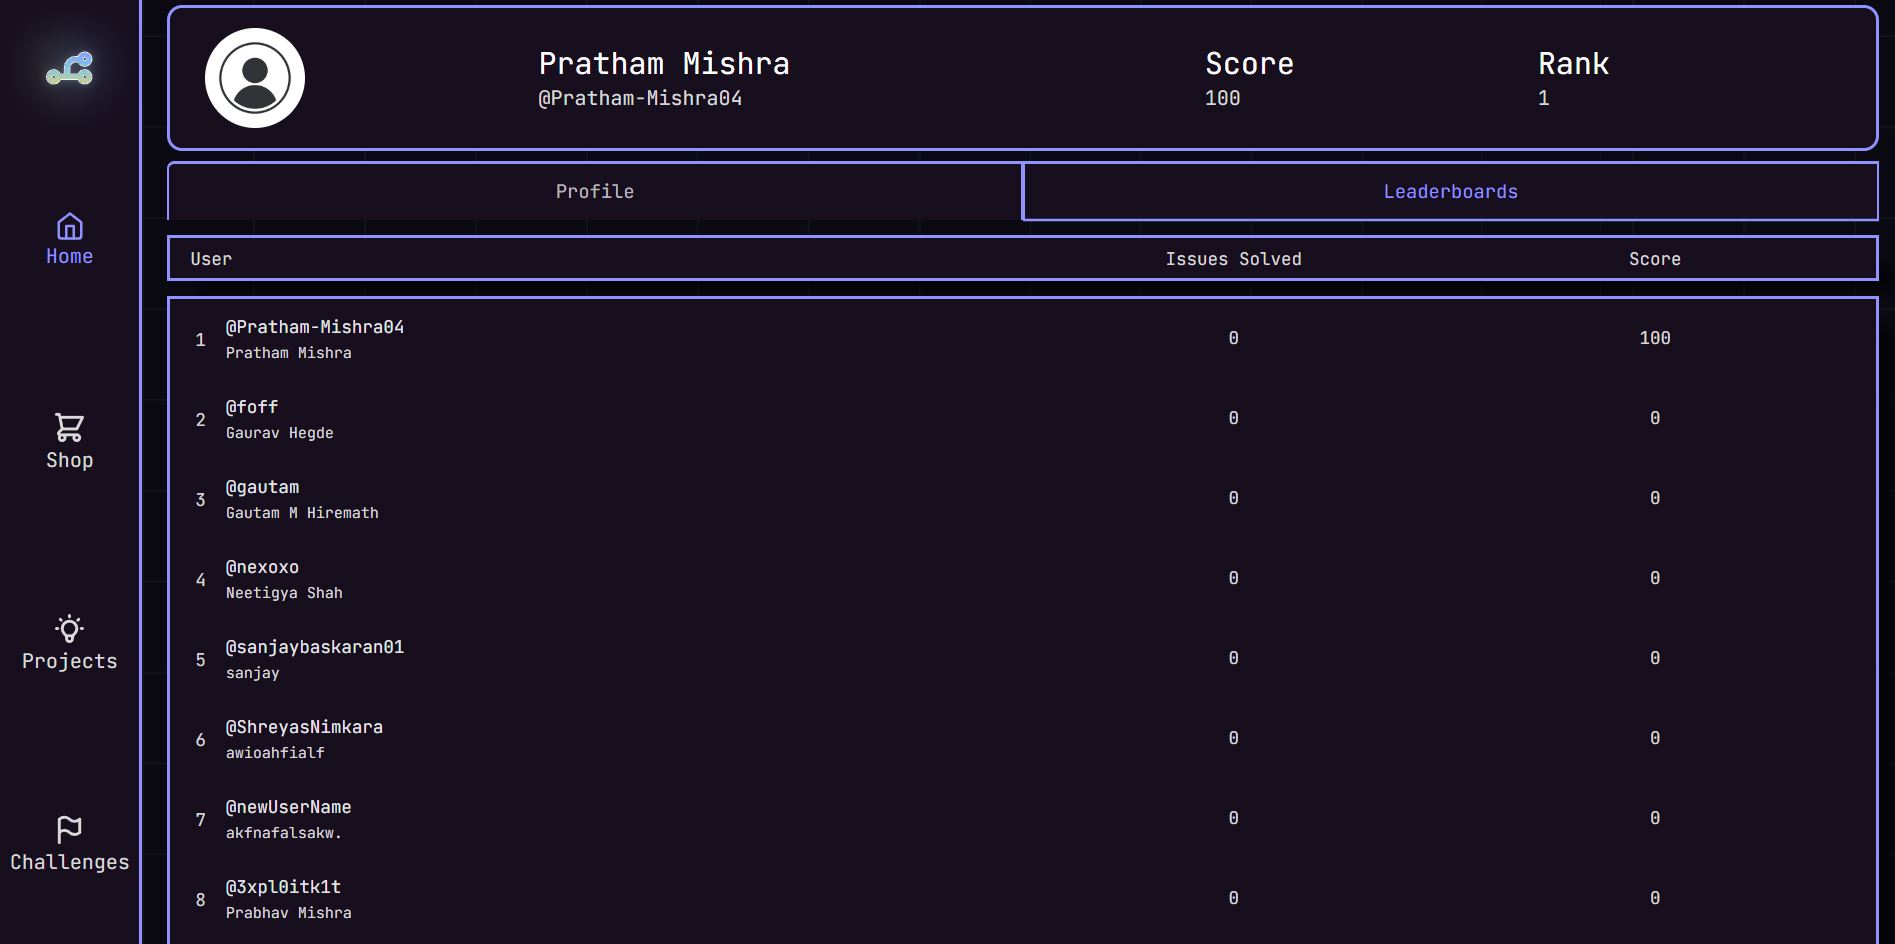 Pratham Mishra
@Pratham-Mishra04
Score
100
Rank
1
Home
Shop
Projects
Challenges
Profile
Leaderboards
User Issues Solved Score
1 @Pratham-Mishra04 0 100
Pratham Mishra
2 @foff 0 0
Gaurav Hegde
3 @gautam 0 0
Gautam M Hiremath
4 @nexoxo 0 0
Neetigya Shah
5 @sanjaybaskaran01 0 0
sanjay
6 @ShreyasNimkara 0 0
awioahfialf
7 @newUserName 0 0
akfnafalsakw.
8 @3xpl0itk1t 0 0
Prabhav Mishra